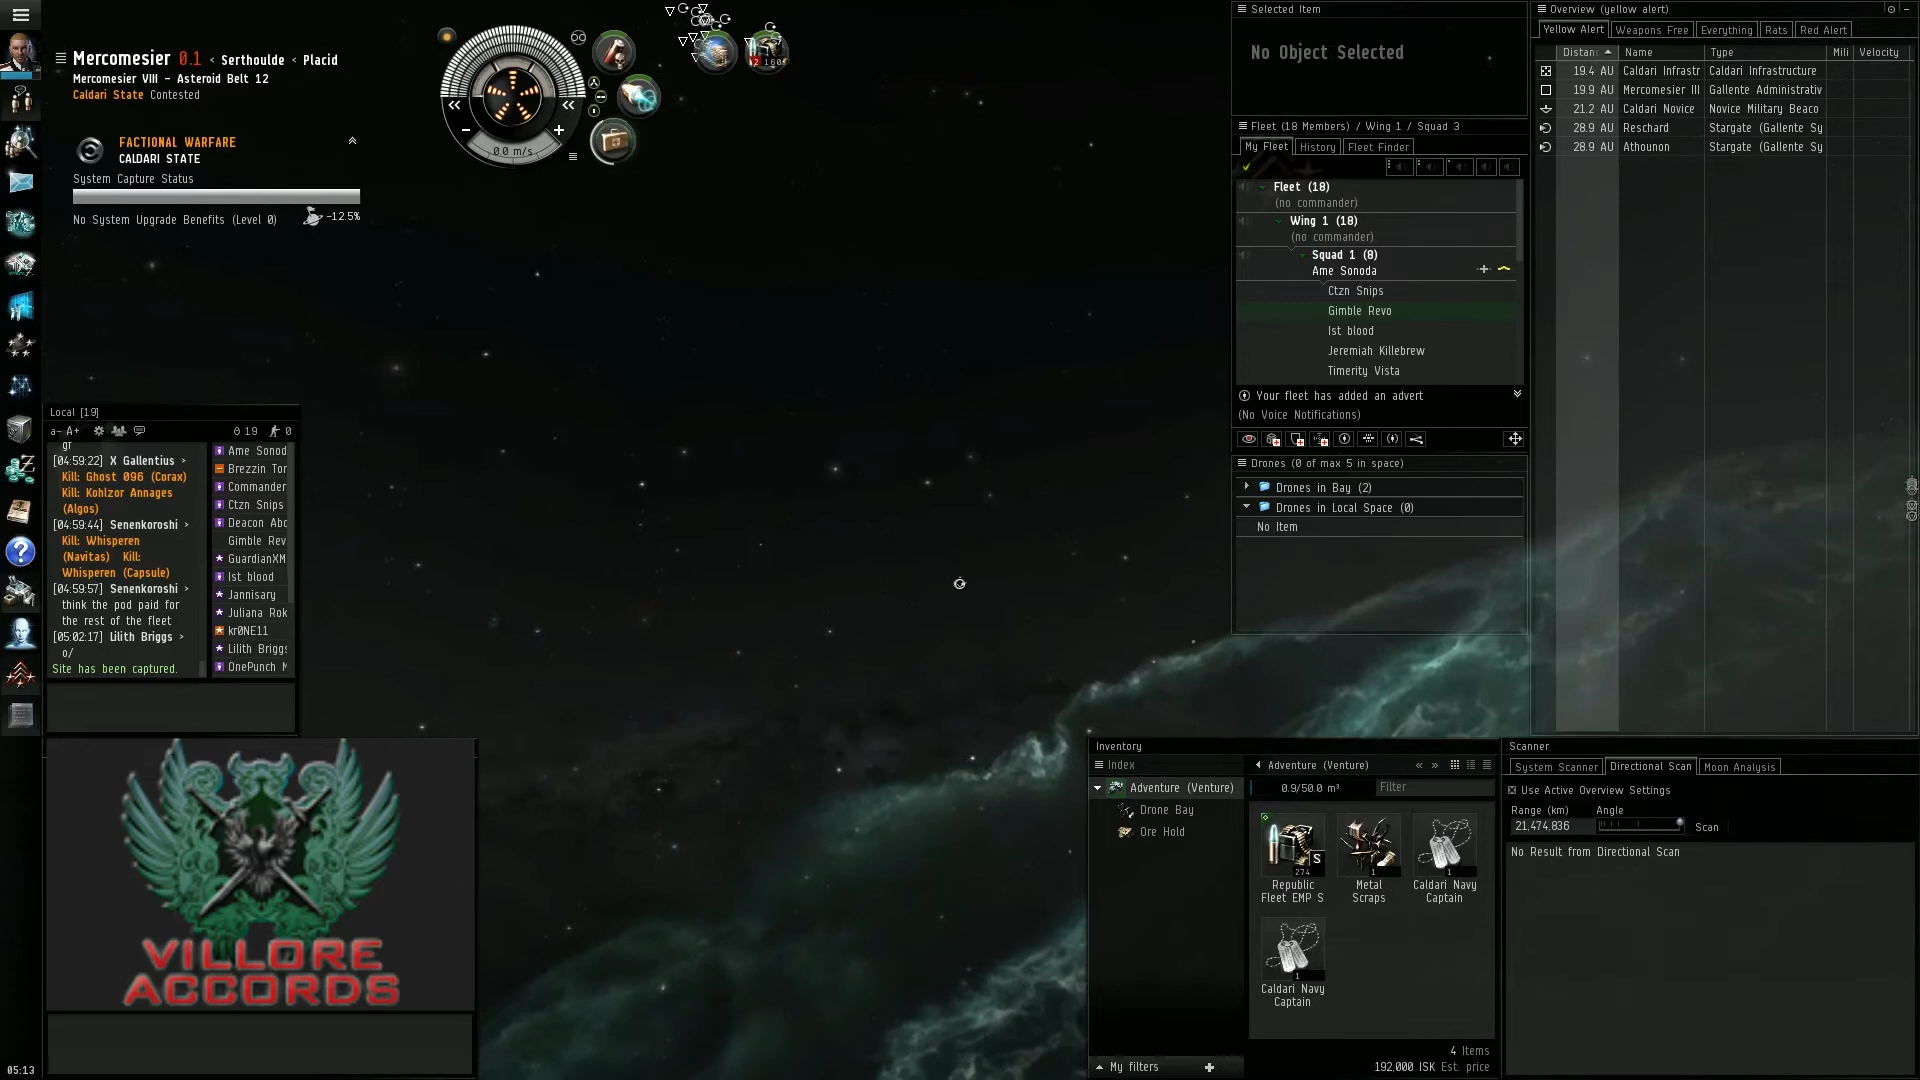 Mercomesier 0.1 < Serthoulde < Placid
Mercomesier VIII - Asteroid Belt 12
Caldari State Contested
FACTIONAL WARFARE
CALDARI STATE
System Capture Status
No System Upgrade Benefits (Level 0)
-12.5%
0.0 m/s
Local [19]
a- A+
19
0
gr
[04:59:22] X Gallentius >
Kill: Ghost 096 (Corax)
Kill: Kohlzor Annages
(Algos)
[04:59:44] Senenkoroshi >
Kill: Whisperen
(Navitas) Kill:
Whisperen (Capsule)
[04:59:57] Senenkoroshi >
think the pod paid for
the rest of the fleet
[05:02:17] Lilith Briggs >
o/
Site has been captured.
Ame Sonod
Brezzin Tor
Commander
Ctzn Snips
Deacon Abc
Gimble Rev
GuardianXM
Ist blood
Jannisary
Juliana Rok
kr0NE11
Lilith Briggs
OnePunch M
VILLORE
ACCORDS
05:13
Selected Item
No Object Selected
Fleet (18 Members) / Wing 1 / Squad 3
My Fleet
History
Fleet Finder
Fleet (18)
(no commander)
Wing 1 (18)
(no commander)
Squad 1 (8)
Ame Sonoda
Ctzn Snips
Gimble Revo
Ist blood
Jeremiah Killebrew
Timerity Vista
Your fleet has added an advert
(No Voice Notifications)
Drones (0 of max 5 in space)
Drones in Bay (2)
Drones in Local Space (0)
No Item
Overview (yellow alert)
Yellow Alert
Weapons Free
Everything
Rats
Red Alert
Distanc
Name
Type
Mili
Velocity
19.4 AU Caldari Infrastr Caldari Infrastructure
19.9 AU Mercomesier III Gallente Administrativ
21.2 AU Caldari Novice Novice Military Beaco
28.9 AU Reschard Stargate (Gallente Sy
28.9 AU Athounon Stargate (Gallente Sy
Inventory
Index
Adventure (Venture)
Drone Bay
Ore Hold
My filters
Adventure (Venture)
0.9/50.0 m³
Filter
S
274
Republic
Fleet EMP S
1
Metal
Scraps
1
Caldari Navy
Captain
1
Caldari Navy
Captain
4 Items
192,000 ISK Est. price
Scanner
System Scanner
Directional Scan
Moon Analysis
Use Active Overview Settings
Range (km)
Angle
21,474,836
Scan
No Result from Directional Scan